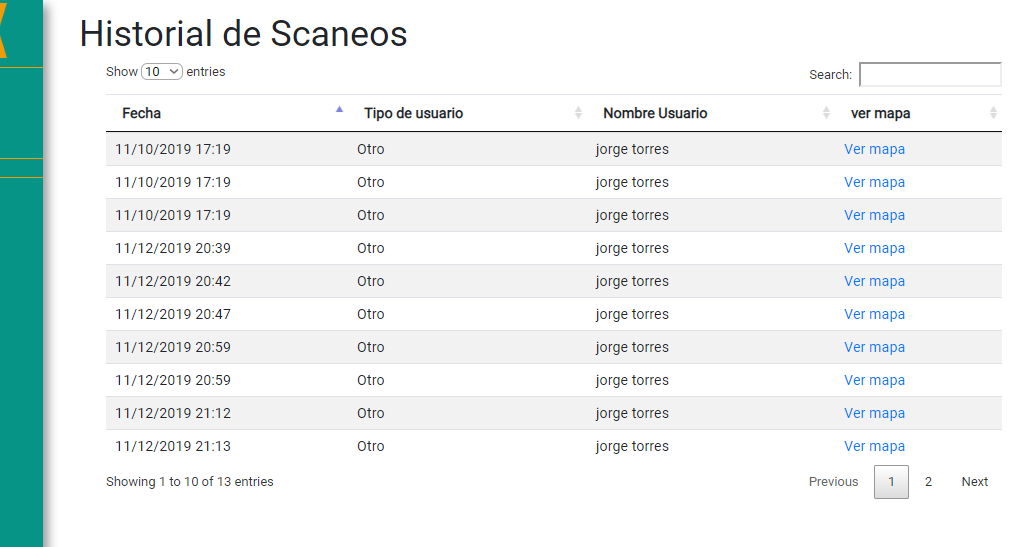 Historial de Scaneos
Show 10 entries Search:
Fecha Tipo de usuario Nombre Usuario ver mapa
11/10/2019 17:19 Otro jorge torres Ver mapa
11/10/2019 17:19 Otro jorge torres Ver mapa
11/10/2019 17:19 Otro jorge torres Ver mapa
11/12/2019 20:39 Otro jorge torres Ver mapa
11/12/2019 20:42 Otro jorge torres Ver mapa
11/12/2019 20:47 Otro jorge torres Ver mapa
11/12/2019 20:59 Otro jorge torres Ver mapa
11/12/2019 20:59 Otro jorge torres Ver mapa
11/12/2019 21:12 Otro jorge torres Ver mapa
11/12/2019 21:13 Otro jorge torres Ver mapa
Showing 1 to 10 of 13 entries Previous 1 2 Next